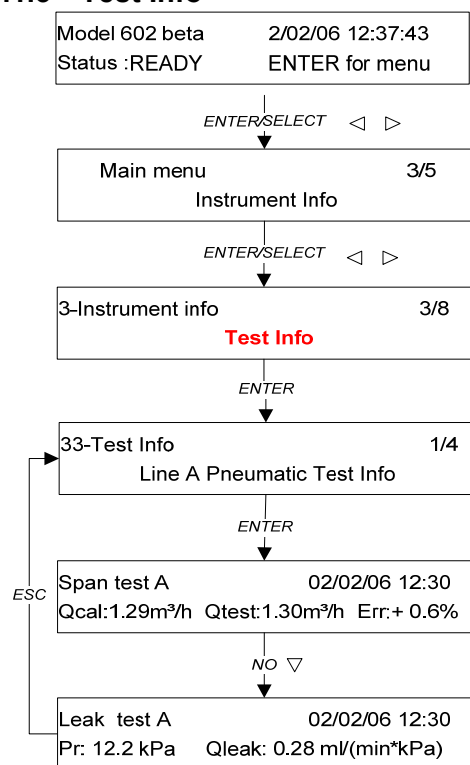 The "Test Info"
Model 602 beta 2/02/06 12:37:43
Status :READY ENTER for menu
ENTER/SELECT ◁ ▷
Main menu 3/5
Instrument Info
ENTER/SELECT ◁ ▷
3-Instrument info 3/8
Test Info
ENTER
33-Test Info 1/4
Line A Pneumatic Test Info
ENTER
Span test A 02/02/06 12:30
Qcal:1.29m³/h Qtest:1.30m³/h Err:+ 0.6%
ESC
NO ▽
Leak test A 02/02/06 12:30
Pr: 12.2 kPa Qleak: 0.28 ml/(min*kPa)